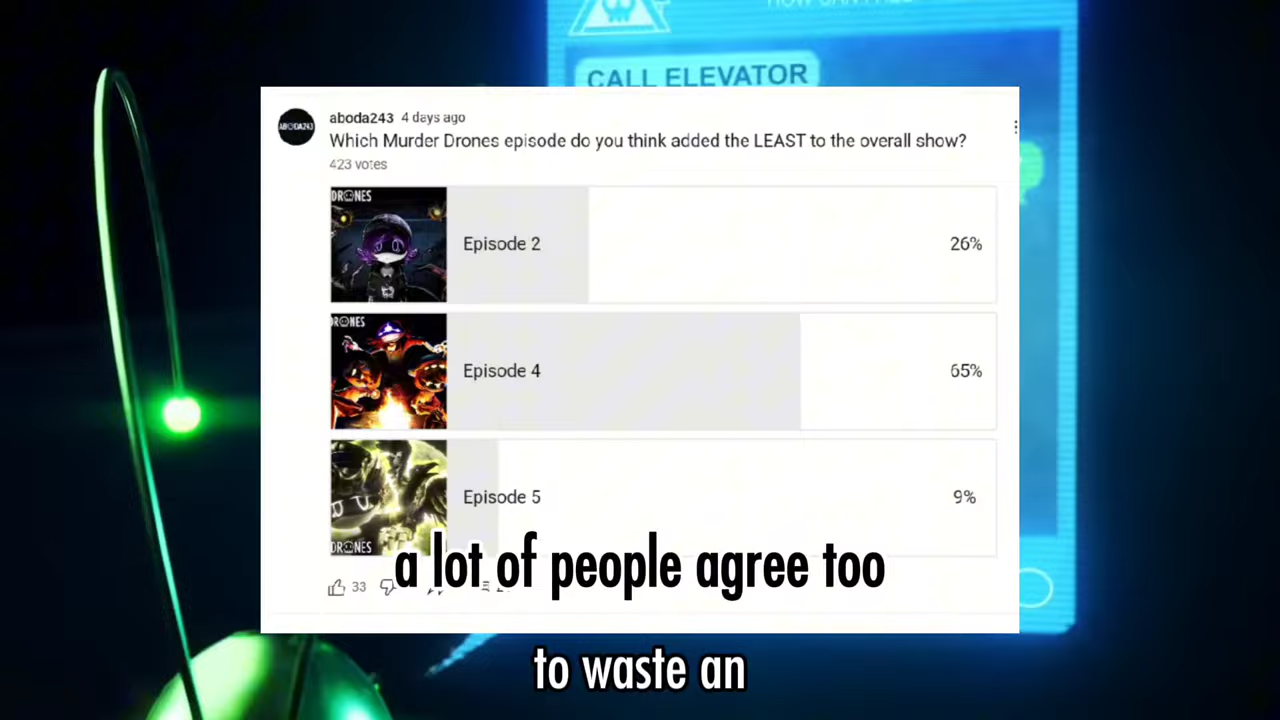 CALL ELEVATOR
ABODA243
aboda243 4 days ago
Which Murder Drones episode do you think added the LEAST to the overall show?
423 votes
DRONES
Episode 2
26%
DRONES
Episode 4
65%
Episode 5
9%
DRONES
a lot of people agree too
33
to waste an